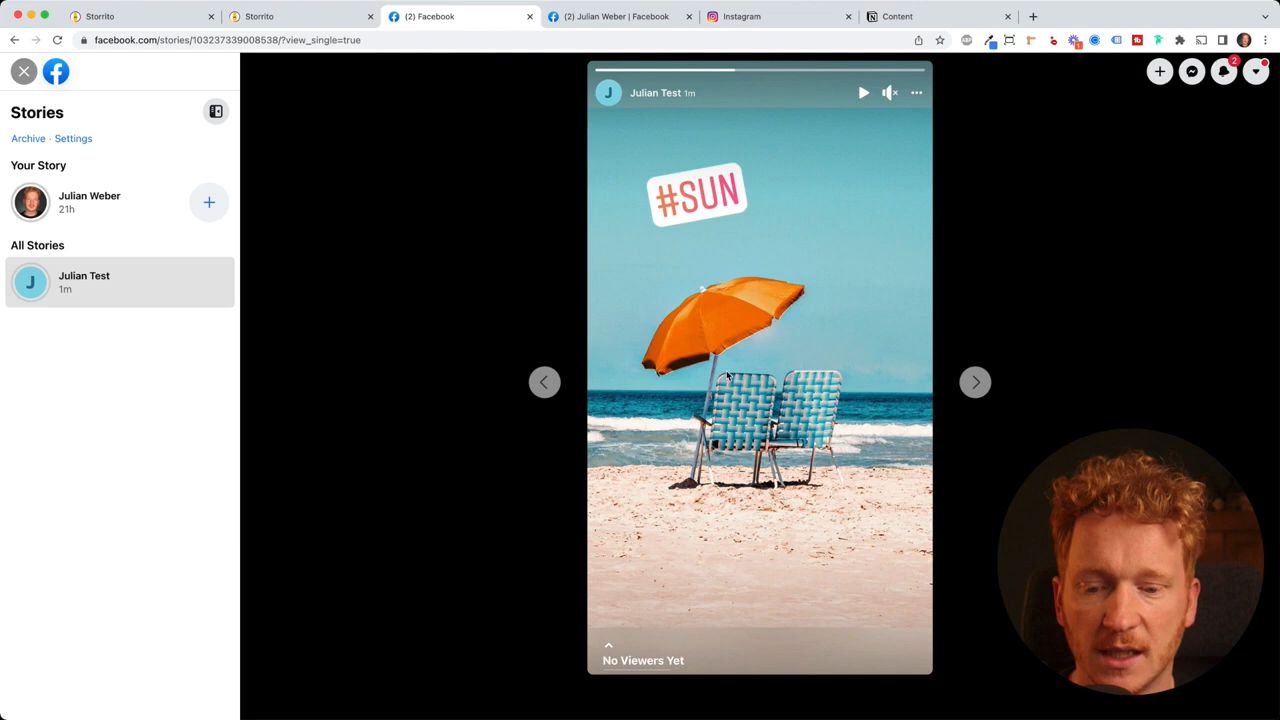 Storrito
Storrito
(2) Facebook
(2) Julian Weber | Facebook
Instagram
Content
facebook.com/stories/103237339008538/?view_single=true
2
Stories
Archive · Settings
Your Story
Julian Weber
21h
All Stories
J
Julian Test
1m
J
Julian Test 1m
#SUN
No Viewers Yet